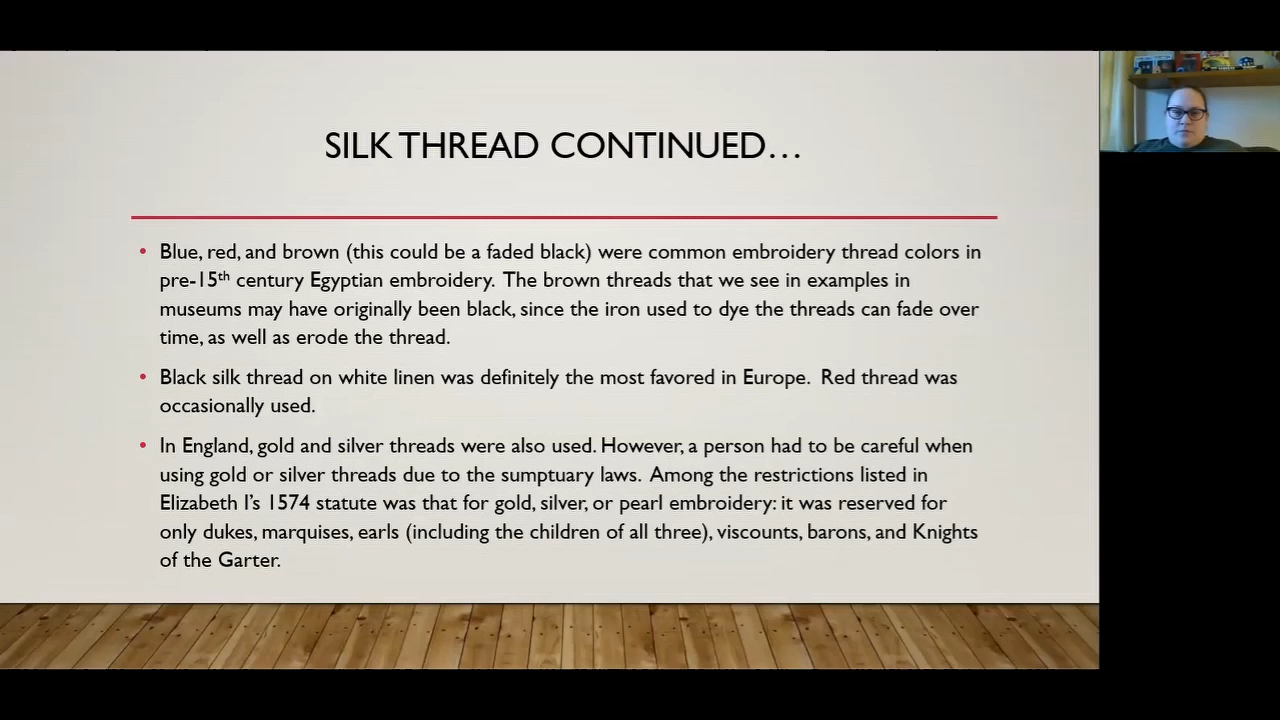 SILK THREAD CONTINUED…
• Blue, red, and brown (this could be a faded black) were common embroidery thread colors in
pre-15th century Egyptian embroidery. The brown threads that we see in examples in
museums may have originally been black, since the iron used to dye the threads can fade over
time, as well as erode the thread.
• Black silk thread on white linen was definitely the most favored in Europe. Red thread was
occasionally used.
• In England, gold and silver threads were also used. However, a person had to be careful when
using gold or silver threads due to the sumptuary laws. Among the restrictions listed in
Elizabeth I's 1574 statute was that for gold, silver, or pearl embroidery: it was reserved for
only dukes, marquises, earls (including the children of all three), viscounts, barons, and Knights
of the Garter.